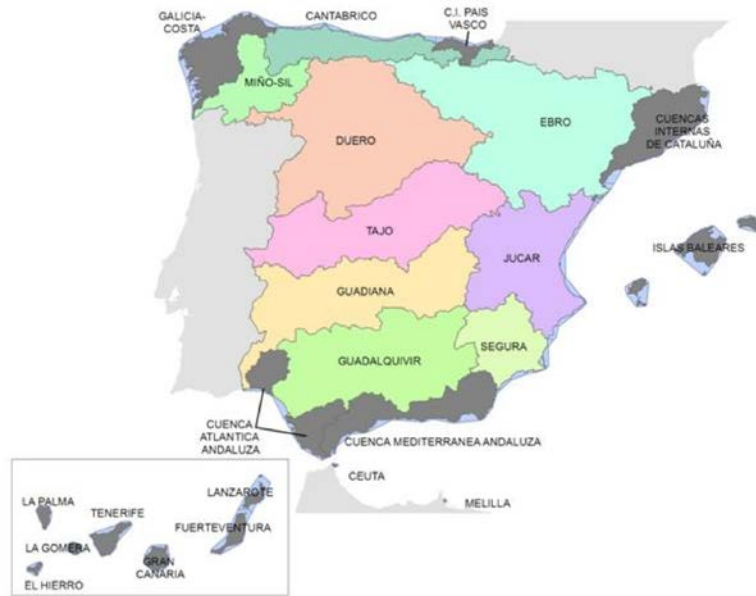 GALICIA-
COSTA
CANTABRICO
C.I. PAIS
VASCO
MIÑO-SIL
DUERO
EBRO
CUENCAS
INTERNAS
DE CATALUÑA
TAJO
ISLAS BALEARES
JUCAR
GUADIANA
SEGURA
GUADALQUIVIR
CUENCA
ATLANTICA
ANDALUZA
CUENCA MEDITERRANEA ANDALUZA
CEUTA
MELILLA
LA PALMA
TENERIFE
LANZAROTE
FUERTEVENTURA
LA GOMERA
GRAN
CANARIA
EL HIERRO